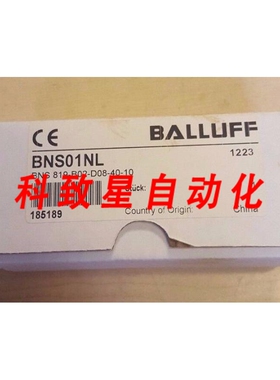 CE BALLUFF
BNS01NL 1223
BNS 819-B02-D08-40-10
科致星自动化
Stück:
185189 Country of Origin: China